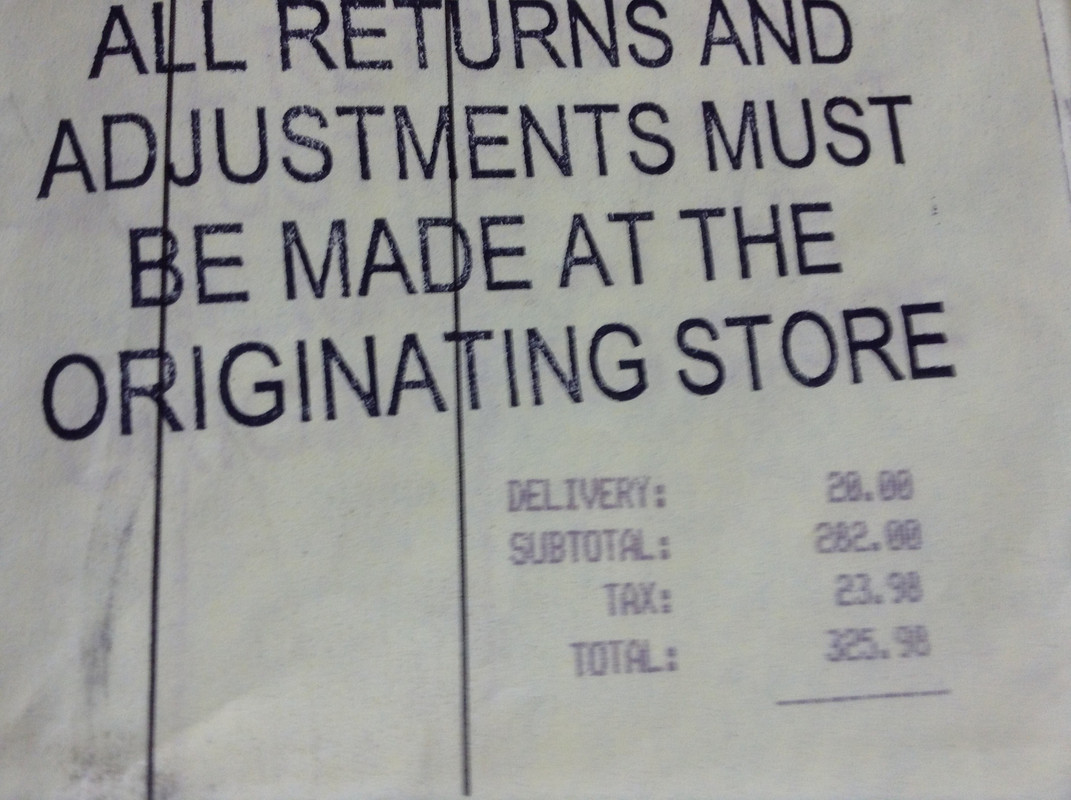 ALL RETURNS AND
ADJUSTMENTS MUST
BE MADE AT THE
ORIGINATING STORE
DELIVERY: 20.00
SUBTOTAL: 282.00
TAX: 23.98
TOTAL: 325.98